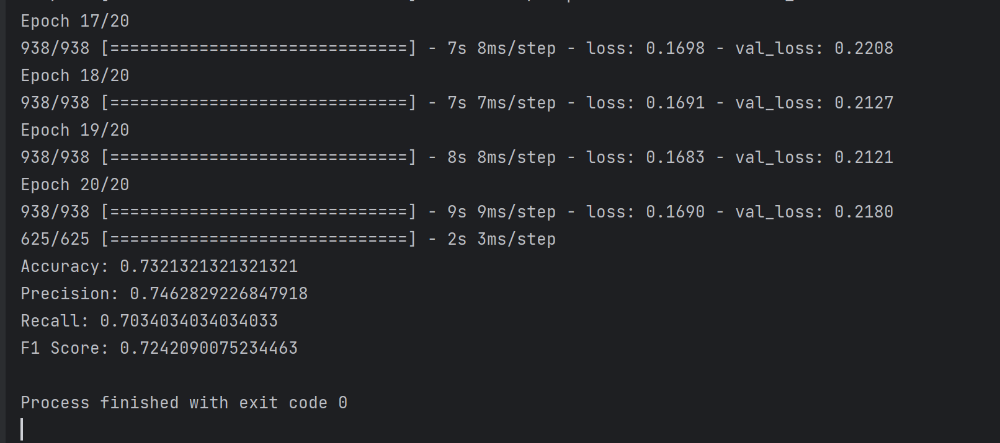 Epoch 17/20
938/938 [==============================] - 7s 8ms/step - loss: 0.1698 - val_loss: 0.2208
Epoch 18/20
938/938 [==============================] - 7s 7ms/step - loss: 0.1691 - val_loss: 0.2127
Epoch 19/20
938/938 [==============================] - 8s 8ms/step - loss: 0.1683 - val_loss: 0.2121
Epoch 20/20
938/938 [==============================] - 9s 9ms/step - loss: 0.1690 - val_loss: 0.2180
625/625 [==============================] - 2s 3ms/step
Accuracy: 0.7321321321321321
Precision: 0.7462829226847918
Recall: 0.7034034034034033
F1 Score: 0.7242090075234463
Process finished with exit code 0